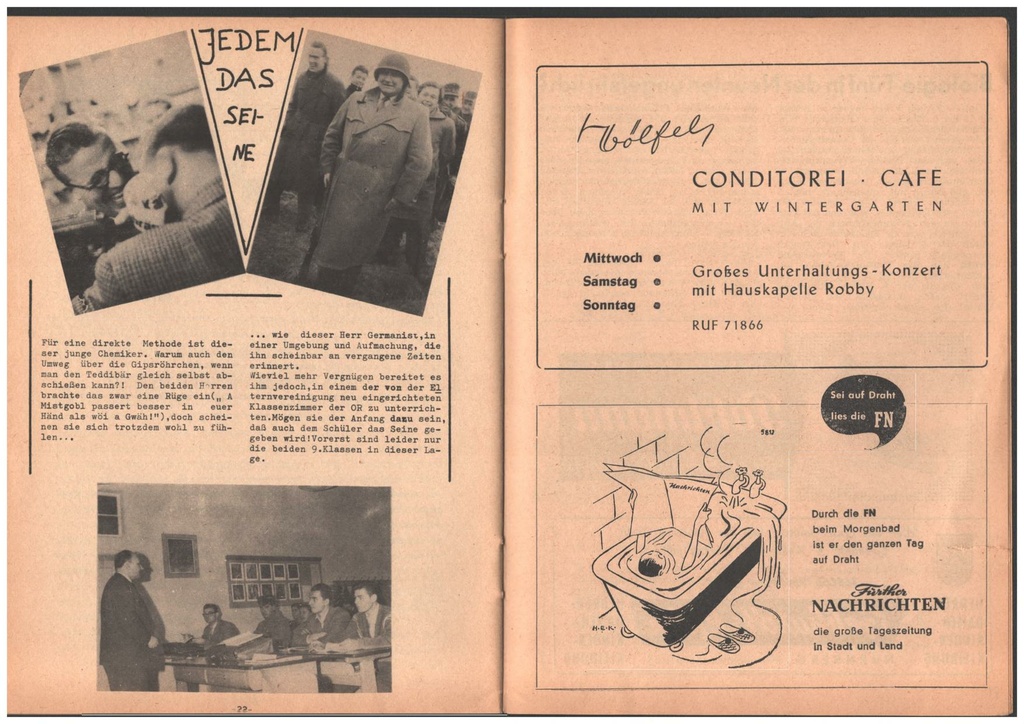 JEDEM
DAS
SEI-
NE
Für eine direkte Methode ist die-
ser junge Chemiker. Warum auch den
Umweg über die Gipsröhrchen, wenn
man den Teddibär gleich selbst ab-
schießen kann?! Den beiden Herren
brachte das zwar eine Rüge ein(„ A
Mistgobl passert besser in euer
Händ als wöi a Gwäh!"),doch schei-
nen sie sich trotzdem wohl zu füh-
len...
... wie dieser Herr Germanist,in
einer Umgebung und Aufmachung, die
ihn scheinbar an vergangene Zeiten
erinnert.
Wieviel mehr Vergnügen bereitet es
ihm jedoch,in einem der von der El
ternvereinigung neu eingerichteten
Klassenzimmer der OR zu unterrich-
ten.Mögen sie der Anfang dazu sein,
daß auch dem Schüler das Seine ge-
geben wird!Vorerst sind leider nur
die beiden 9.Klassen in dieser La-
ge.
-22-
Wölfel
CONDITOREI · CAFE
MIT WINTERGARTEN
Mittwoch •
Samstag •
Sonntag •
Großes Unterhaltungs-Konzert
mit Hauskapelle Robby
RUF 71866
Sei auf Draht
lies die FN
Nachrichten
H.E.K.
Durch die FN
beim Morgenbad
ist er den ganzen Tag
auf Draht
Fürther
NACHRICHTEN
die große Tageszeitung
in Stadt und Land